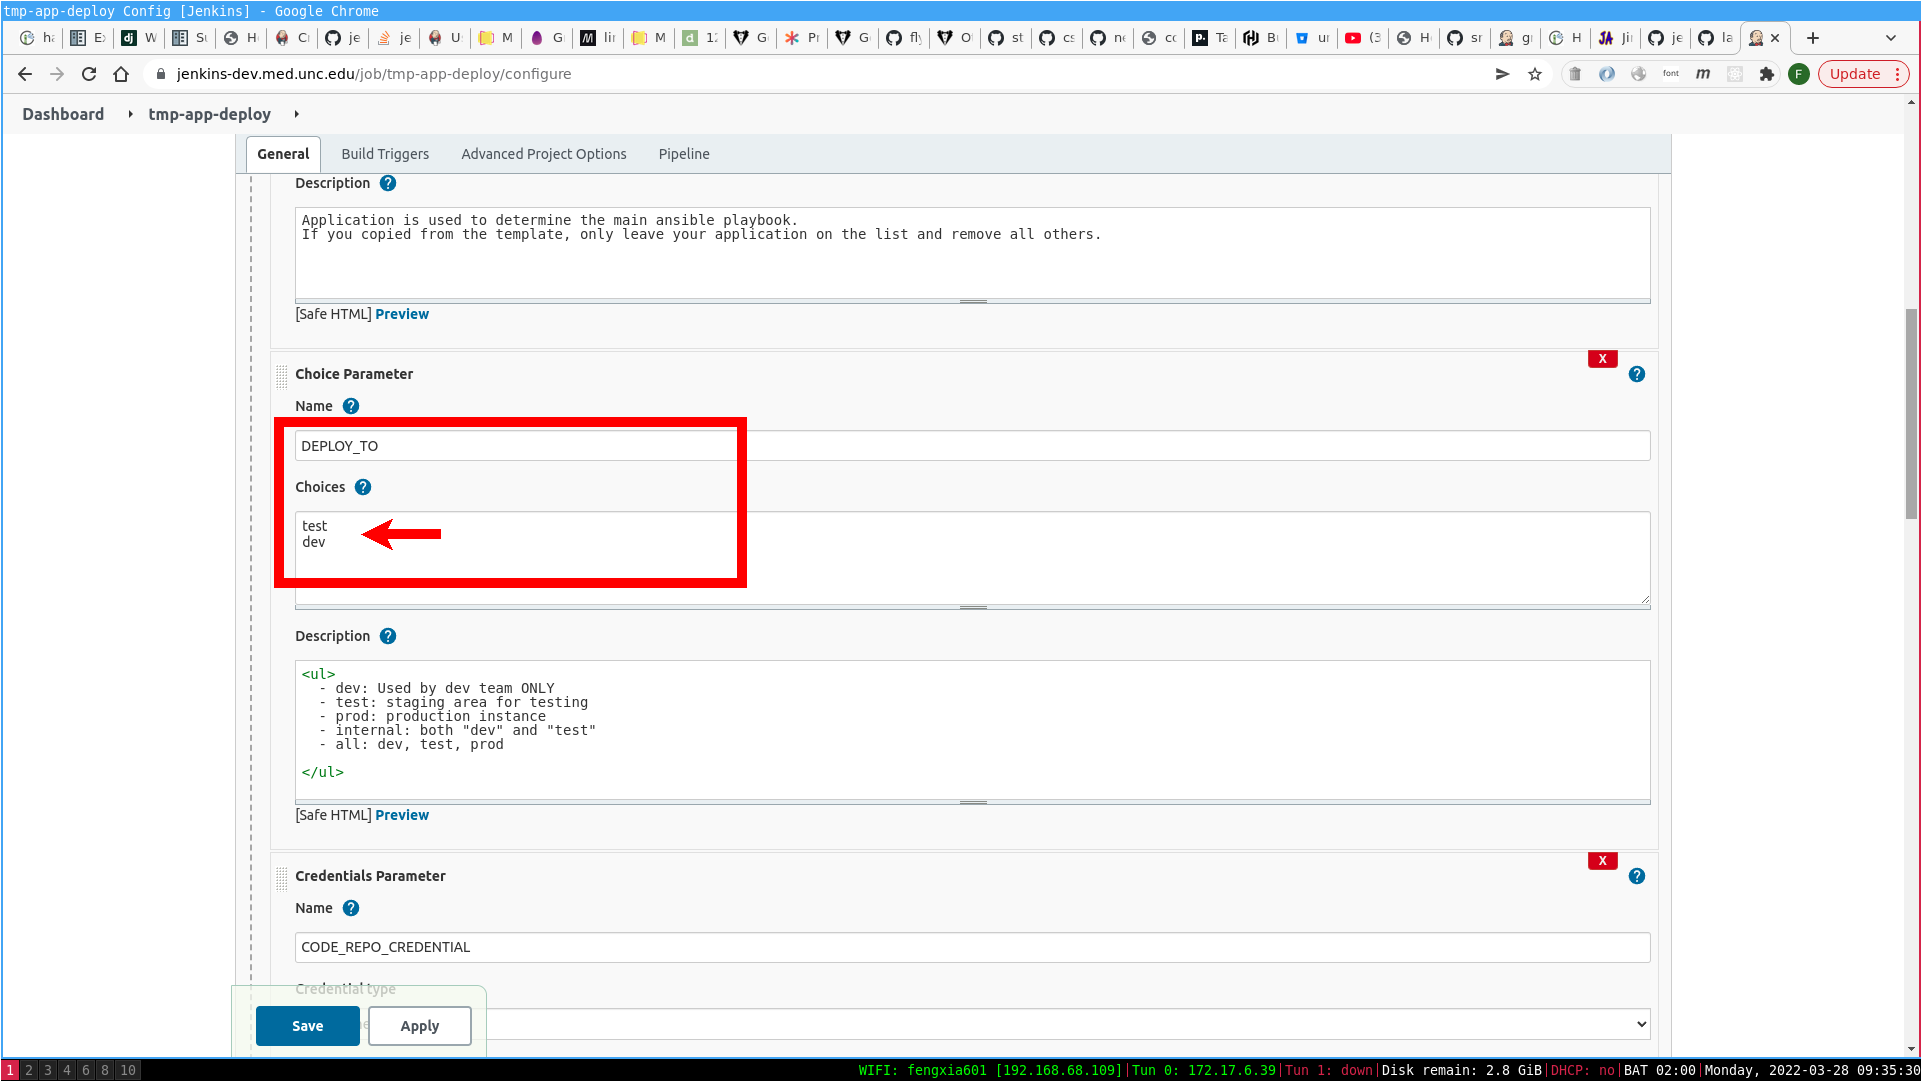 tmp-app-deploy Config [Jenkins] - Google Chrome
jenkins-dev.med.unc.edu/job/tmp-app-deploy/configure
font
m
F
Update
Dashboard
tmp-app-deploy
General
Build Triggers
Advanced Project Options
Pipeline
Description
Application is used to determine the main ansible playbook.
If you copied from the template, only leave your application on the list and remove all others.
[Safe HTML] Preview
X
Choice Parameter
Name
DEPLOY_TO
Choices
test
dev
Description
<ul>
- dev: Used by dev team ONLY
- test: staging area for testing
- prod: production instance
- internal: both "dev" and "test"
- all: dev, test, prod
</ul>
[Safe HTML] Preview
X
Credentials Parameter
Name
CODE_REPO_CREDENTIAL
Credential type
Save
Apply
1 2 3 4 6 8 10
WIFI: fengxia601 [192.168.68.109]|Tun 0: 172.17.6.39|Tun 1: down|Disk remain: 2.8 GiB|DHCP: no|BAT 02:00|Monday, 2022-03-28 09:35:30